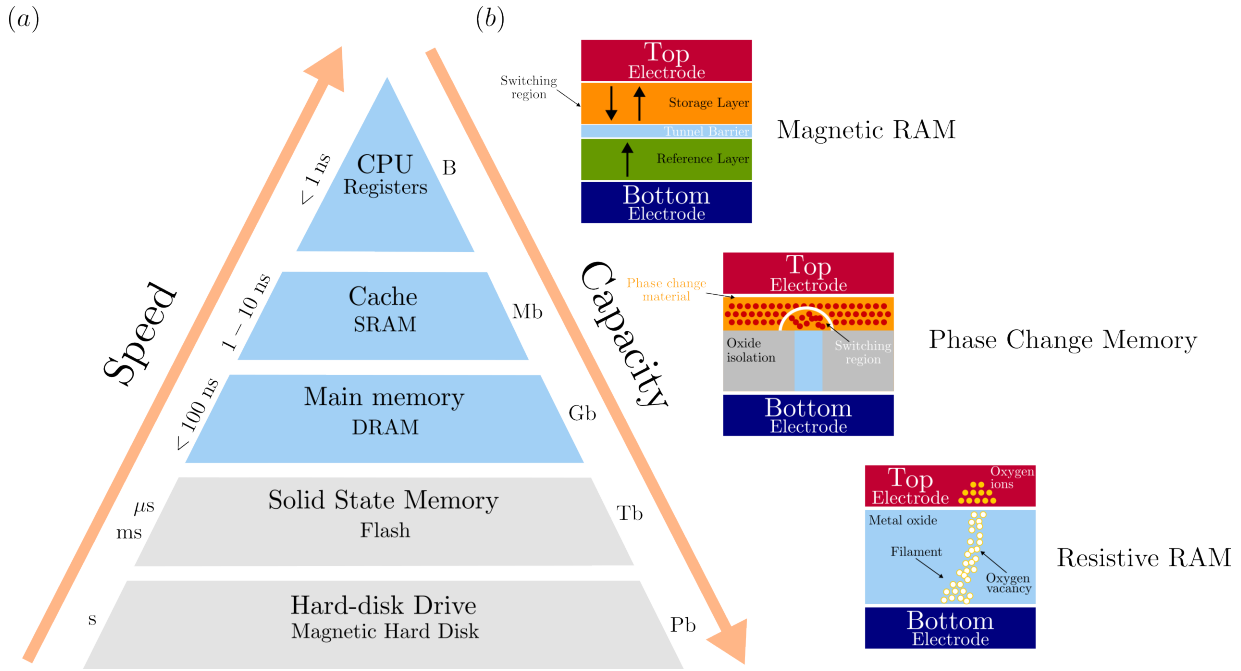 (a)
Speed
Capacity
CPU
Registers
< 1 ns
B
Cache
SRAM
1 − 10 ns
Mb
Main memory
DRAM
< 100 ns
Gb
Solid State Memory
Flash
μs
ms
Tb
Hard-disk Drive
Magnetic Hard Disk
s
Pb
(b)
Top
Electrode
Switching
region
Storage Layer
Tunnel Barrier
Reference Layer
Bottom
Electrode
Magnetic RAM
Top
Electrode
Phase change
material
Oxide
isolation
Switching
region
Bottom
Electrode
Phase Change Memory
Top
Electrode
Oxygen
ions
Metal oxide
Filament
Oxygen
vacancy
Bottom
Electrode
Resistive RAM